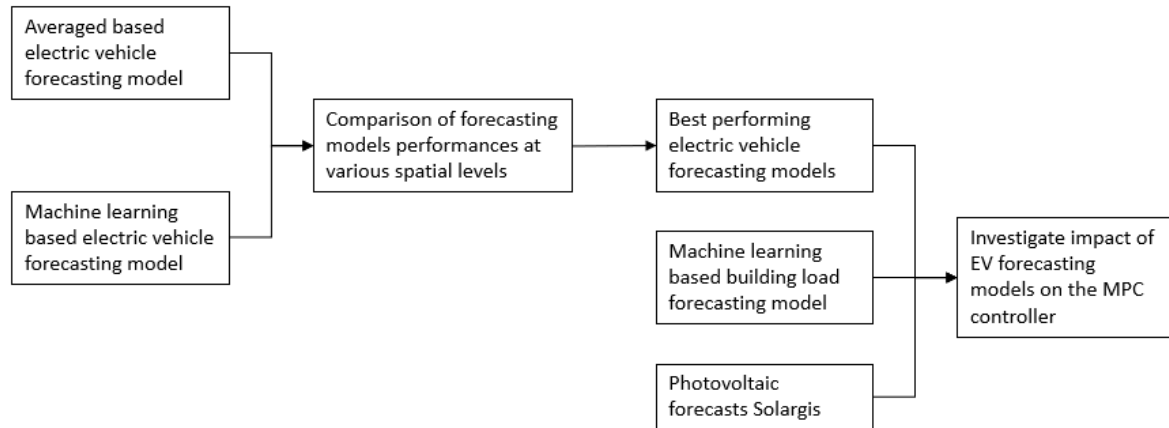 Averaged based
electric vehicle
forecasting model
Machine learning
based electric vehicle
forecasting model
Comparison of forecasting
models performances at
various spatial levels
Best performing
electric vehicle
forecasting models
Machine learning
based building load
forecasting model
Photovoltaic
forecasts Solargis
Investigate impact of
EV forecasting
models on the MPC
controller